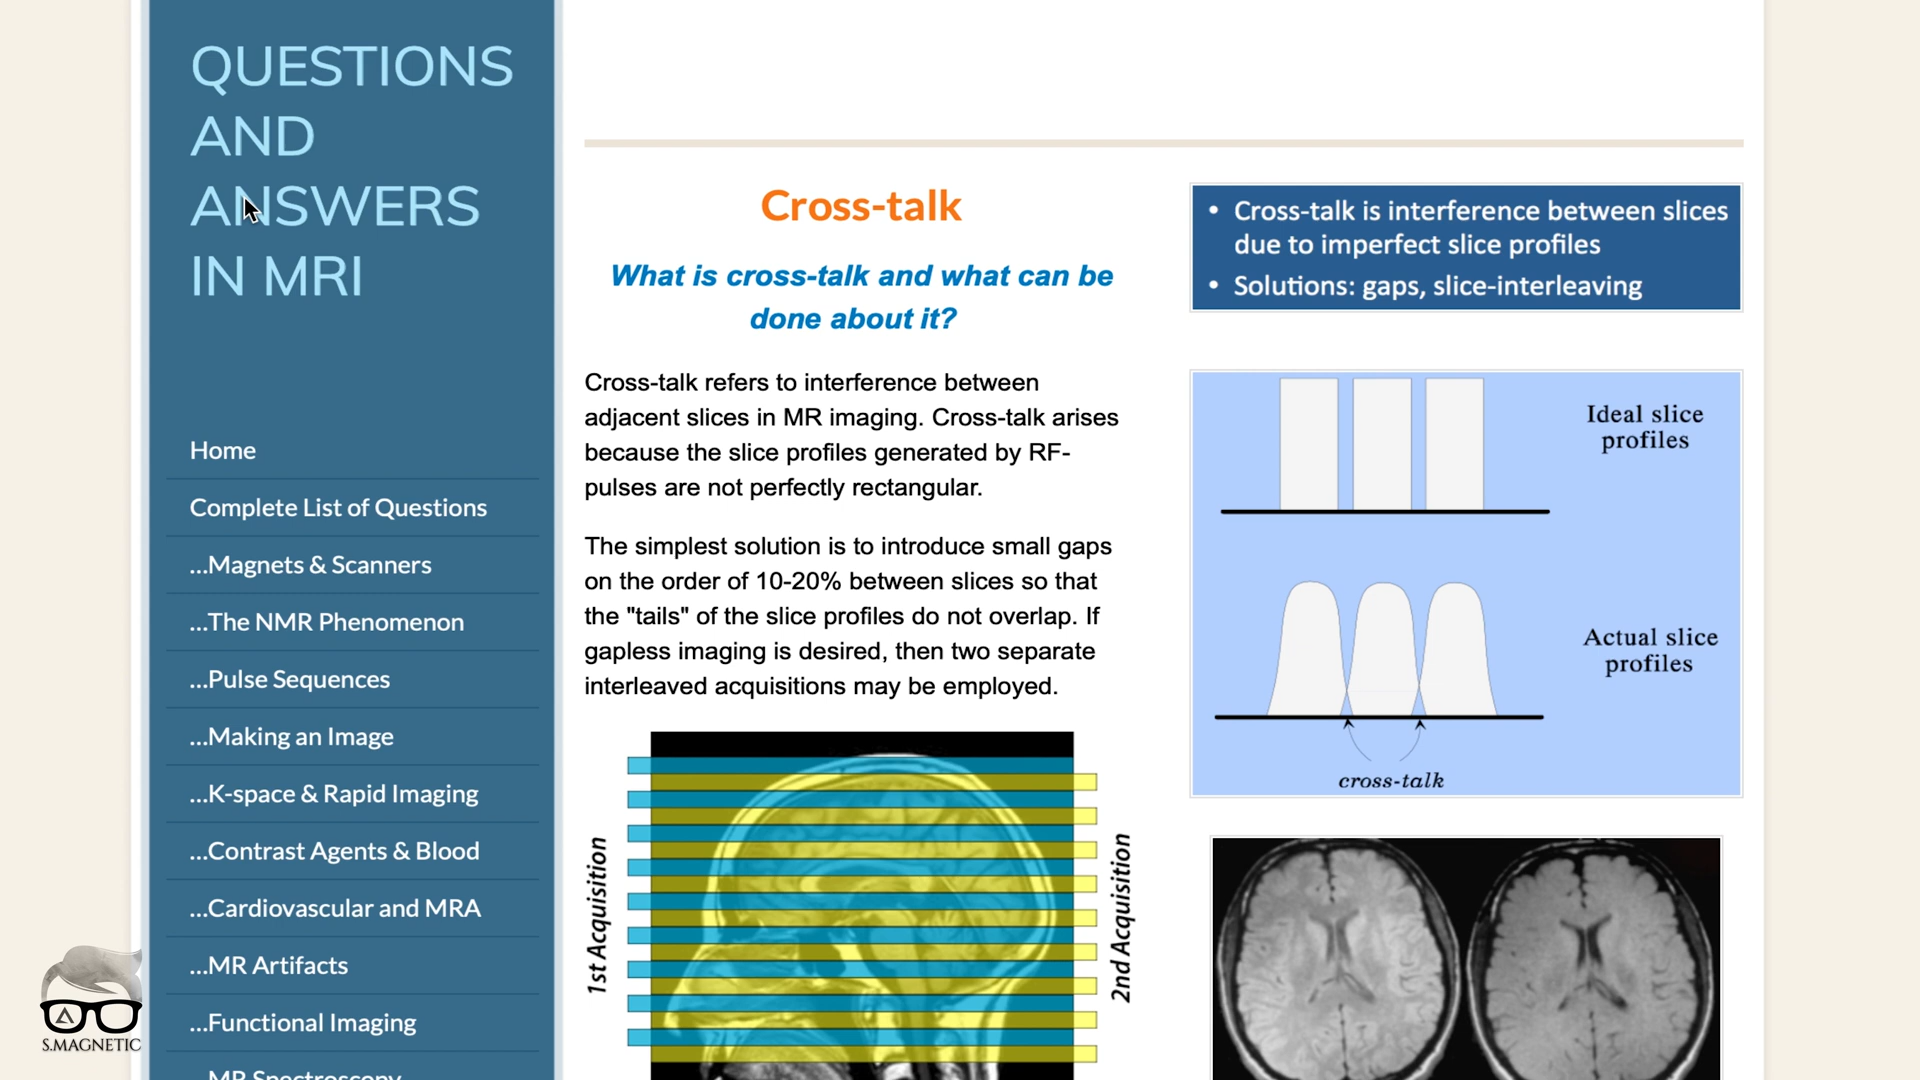 QUESTIONS
AND
ANSWERS
IN MRI
Home
Complete List of Questions
...Magnets & Scanners
...The NMR Phenomenon
...Pulse Sequences
...Making an Image
...K-space & Rapid Imaging
...Contrast Agents & Blood
...Cardiovascular and MRA
...MR Artifacts
...Functional Imaging
...MR Spectroscopy
S.MAGNETIC
Cross-talk
What is cross-talk and what can be
done about it?
Cross-talk refers to interference between
adjacent slices in MR imaging. Cross-talk arises
because the slice profiles generated by RF-
pulses are not perfectly rectangular.
The simplest solution is to introduce small gaps
on the order of 10-20% between slices so that
the "tails" of the slice profiles do not overlap. If
gapless imaging is desired, then two separate
interleaved acquisitions may be employed.
1st Acquisition
2nd Acquisition
• Cross-talk is interference between slices
due to imperfect slice profiles
• Solutions: gaps, slice-interleaving
Ideal slice
profiles
Actual slice
profiles
cross-talk